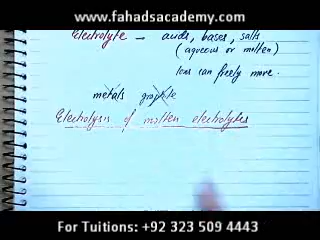 www.fahadsacademy.com
Electrolyte – acids, bases, salts
(aqueous or molten)
Ions can freely move.
metals graphite
Electrolysis of molten electrolytes
For Tuitions: +92 323 509 4443